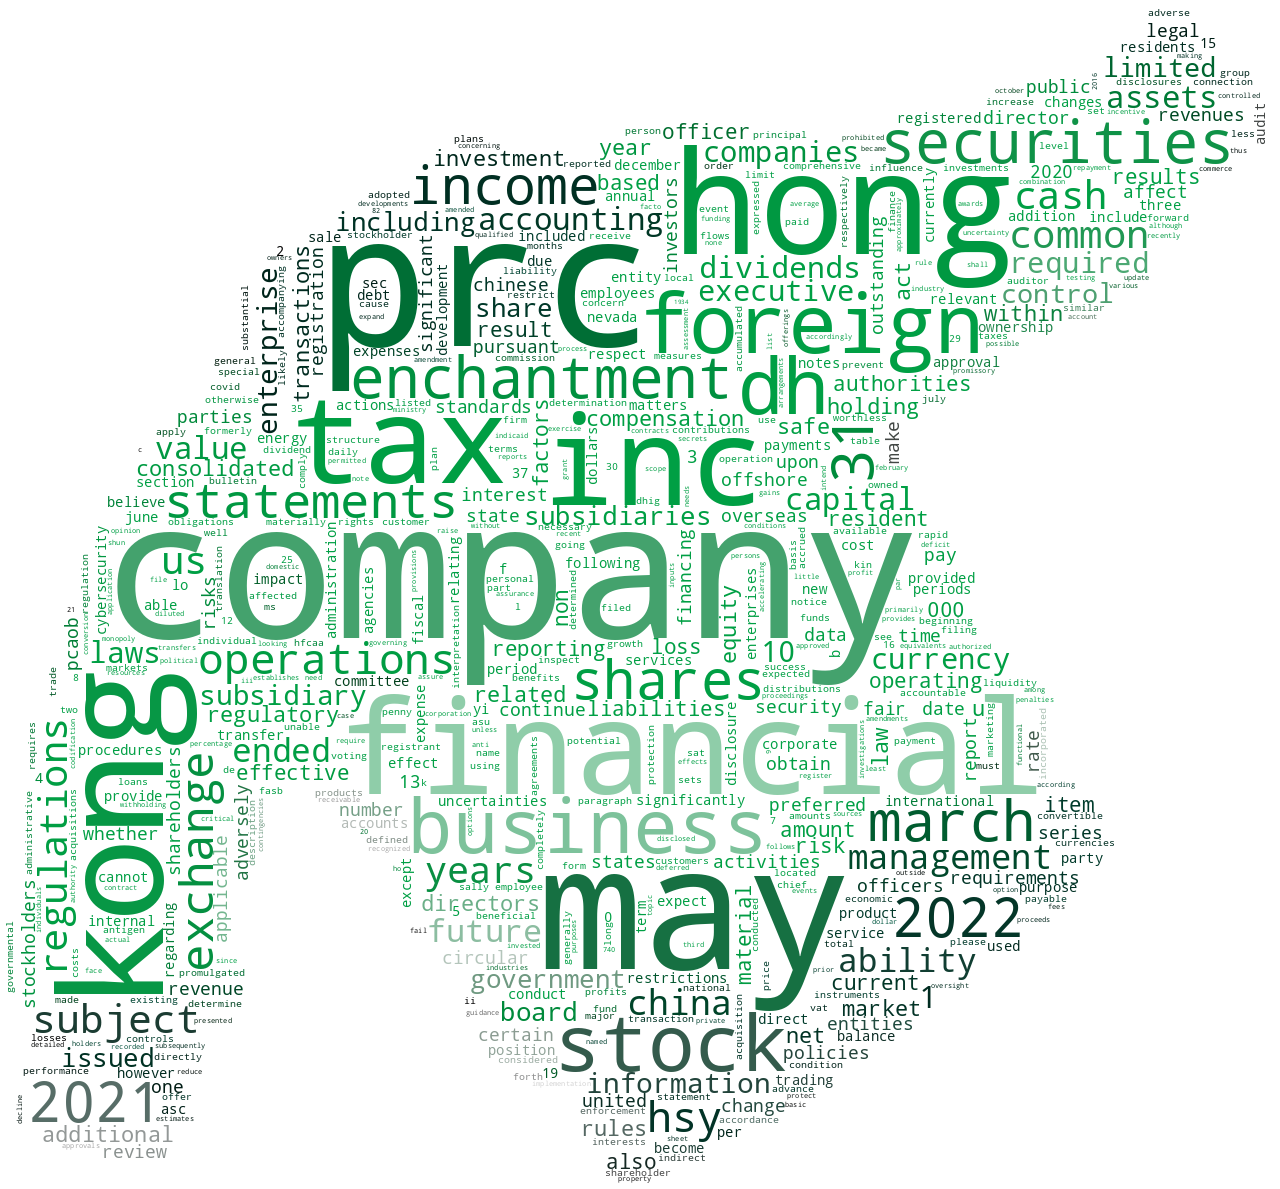 adverse
legal
residents 15
making
limited
disclosures connection group
october public 2016 controlled
increase changes assets
registered director set incentive revenues
person officer principal prohibited securities less audit
plans concerning year companies became level thus
investment reported december order comprehensive influence investments repayment commerce
income based annual limit 2020 results
adopted developments 82 amended facto hong combination cash affect
including accounting investors event funding average paid expressed respectively finance approximately currently awards addition include three forward although
stockholder qualified included receive none flows uncertainty common recently
sale months
2 owners accompanying prc due entity local dividends outstanding shall required testing update
registration significant liability
sec debt chinese employees executive act rule industry auditor various
cause expand restrict concern 1934 relevant control similar account
transactions development share nevada foreign accumulated offerings within ownership
substantial enterprise amendment result process assessment list accordingly 29 taxes possible
general likely expenses pursuant respect measures notes prevent approval promissory
special commission
covid enchantment dh arrangements authorities july
otherwise 35 actions ministry listed standards determination matters use holding worthless
parties formerly structure firm exercise compensation contracts contributions safe
apply energy daily tax indicaid factors secrets payments 31 table make
c value dividend permitted plan terms reports inc 3 operation upon february
consolidated comply note 37 grant dollars 30 scope needs offshore intend owned
section bulletin interest dhig gains capital
believe statements state subsidiaries overseas resident
june obligations materially rights customer raise without necessary recent conditions available rapid
opinion well going basis cost deficit
shun us 25 domestic f following persons accrued kin pay
cybersecurity application file lo impact company personal assurance determined inputs financing accelerating little profit provided
regulation able translation affected ms administration agencies provisions relating part 1 non filed enterprises new par periods
21 conversion diluted risks 12 fiscal notice primarily 000 beginning
pcaob monopoly transfers individual looking hfcaa governing interpretation reporting growth loss equity funds approved data provides time filing
laws political operations inspect services 10 b see 16 equivalents authorized
8 markets resources iii establishes need assure period benefits success expected currency
trade two subsidiary committee related shares distributions proceedings operating liquidity accountable among
regulatory case penny corporation yi continue liabilities security fair date u penalties
requires codification transfer unable expense asu unless disclosure amendments marketing
kong procedures percentage ended require voting registrant anti name potential protection sat effects corporate investigations law payment report functional incorporated
regulations 4 loans withholding de effective effect using financial sets obtain register least must rate
provide exchange fasb products receivable 13 k agreements according
administrative authority acquisitions shareholders critical description contingencies number uncertainties paragraph significantly preferred international item
whether adversely accounts 20 options business 7 amounts sources march convertible
individuals defined recognized completely disclosed amount follows risk series currencies
cannot contract except years ho form states customers deferred activities located outside management party
applicable sally employee may chief events officers requirements
stockholders internal directors 5 beneficial term topic expect conducted economic option purpose payable fees
governmental antigen actual regarding since future generally purposes longo 0 material product 2022 dollar proceeds
costs fail invested 740 third service please used
face promulgated circular industries government restrictions price total ability
made existing revenue ii profits national prior current oversight
determine guidance conduct fund private vat instruments market 1
subject presented certain board major china transaction acquisition direct net entities
losses controls named stock balance
detailed holders recorded subsequently position considered policies condition
issued directly
performance however reduce forth 19 implementation information trading
2021 one offer united statement advance protect
decline asc estimates enforcement hsy change basic accordance
additional rules sheet per
approvals review interests become
also indirect
shareholder
property